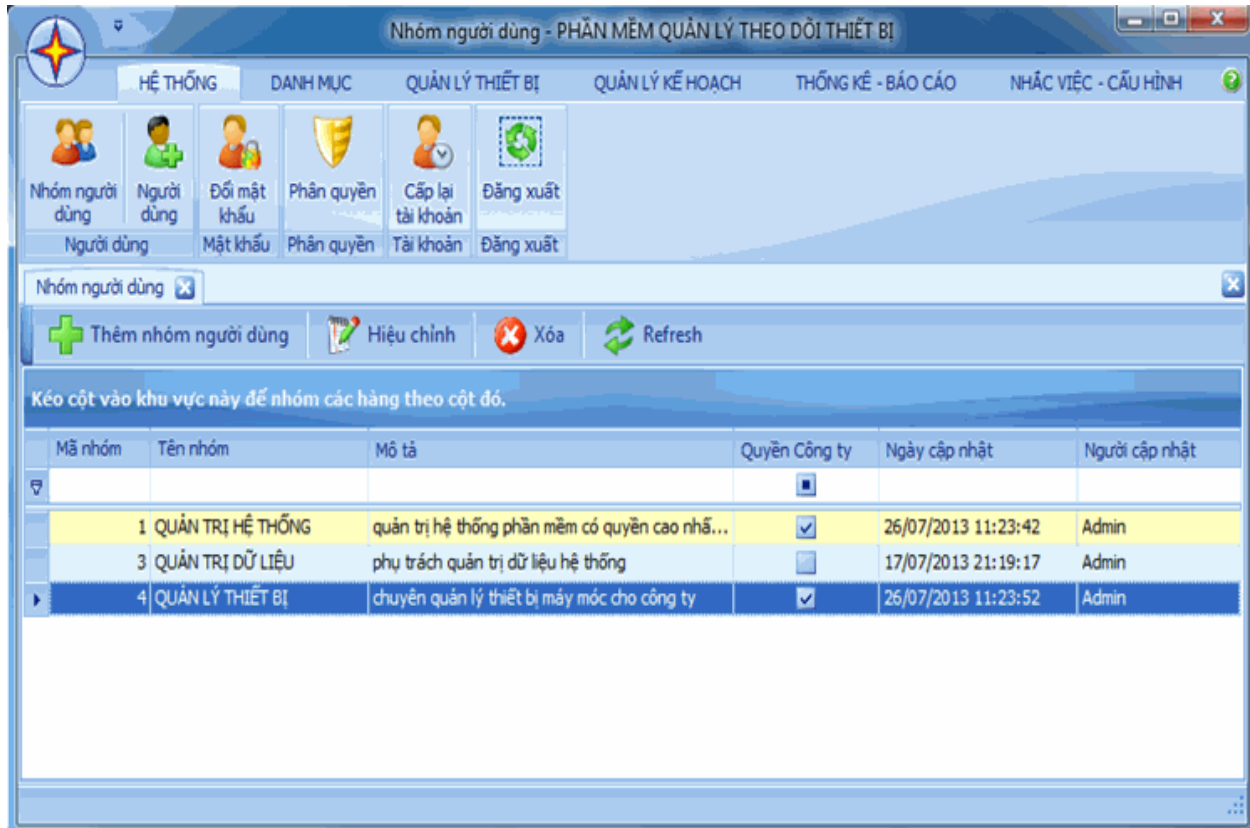 Nhóm người dùng - PHẦN MỀM QUẢN LÝ THEO DÕI THIẾT BỊ
HỆ THỐNG DANH MỤC QUẢN LÝ THIẾT BỊ QUẢN LÝ KẾ HOẠCH THỐNG KÊ - BÁO CÁO NHẮC VIỆC - CẤU HÌNH
Nhóm người Người Đổi mật Phân quyền Cấp lại Đăng xuất
dùng dùng khẩu tài khoản
Người dùng Mật khẩu Phân quyền Tài khoản Đăng xuất
Nhóm người dùng
Thêm nhóm người dùng Hiệu chỉnh Xóa Refresh
Kéo cột vào khu vực này để nhóm các hàng theo cột đó.
Mã nhóm Tên nhóm Mô tả Quyền Công ty Ngày cập nhật Người cập nhật
1 QUẢN TRỊ HỆ THỐNG quản trị hệ thống phần mềm có quyền cao nhấ... 26/07/2013 11:23:42 Admin
3 QUẢN TRỊ DỮ LIỆU phụ trách quản trị dữ liệu hệ thống 17/07/2013 21:19:17 Admin
4 QUẢN LÝ THIẾT BỊ chuyên quản lý thiết bị máy móc cho công ty 26/07/2013 11:23:52 Admin